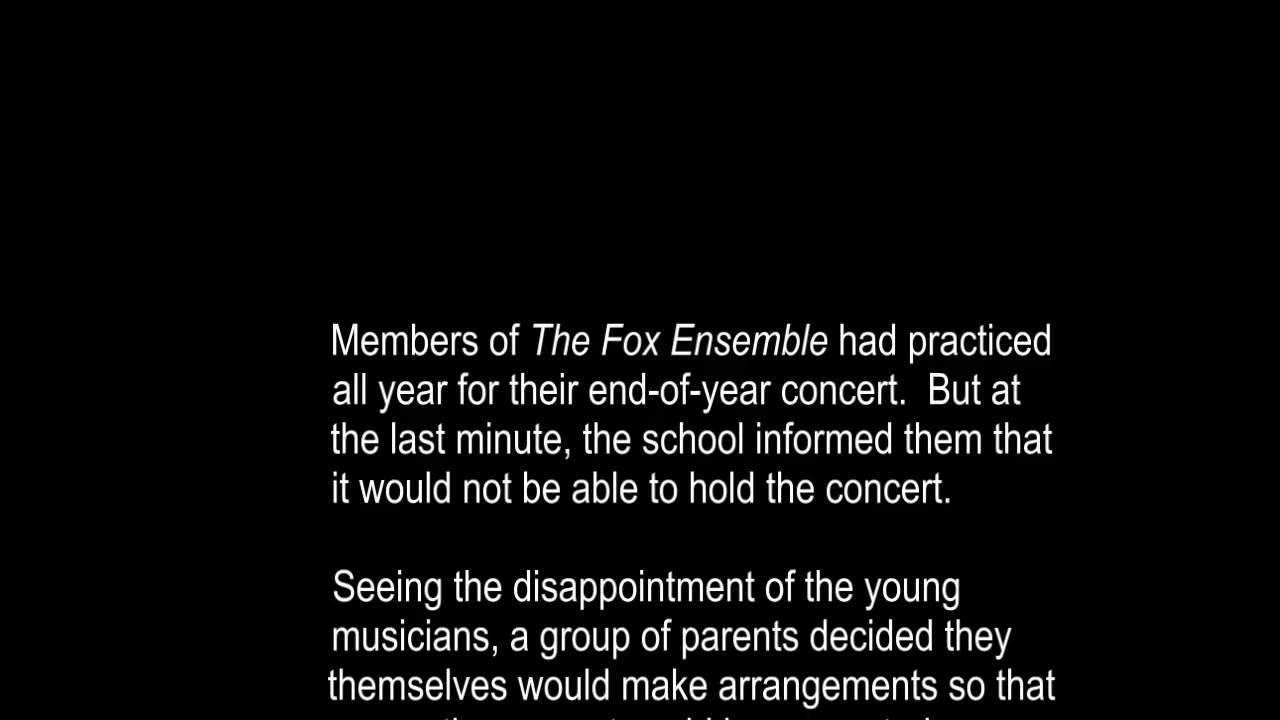 Members of The Fox Ensemble had practiced
all year for their end-of-year concert.  But at
the last minute, the school informed them that
it would not be able to hold the concert.
Seeing the disappointment of the young
musicians, a group of parents decided they
themselves would make arrangements so that